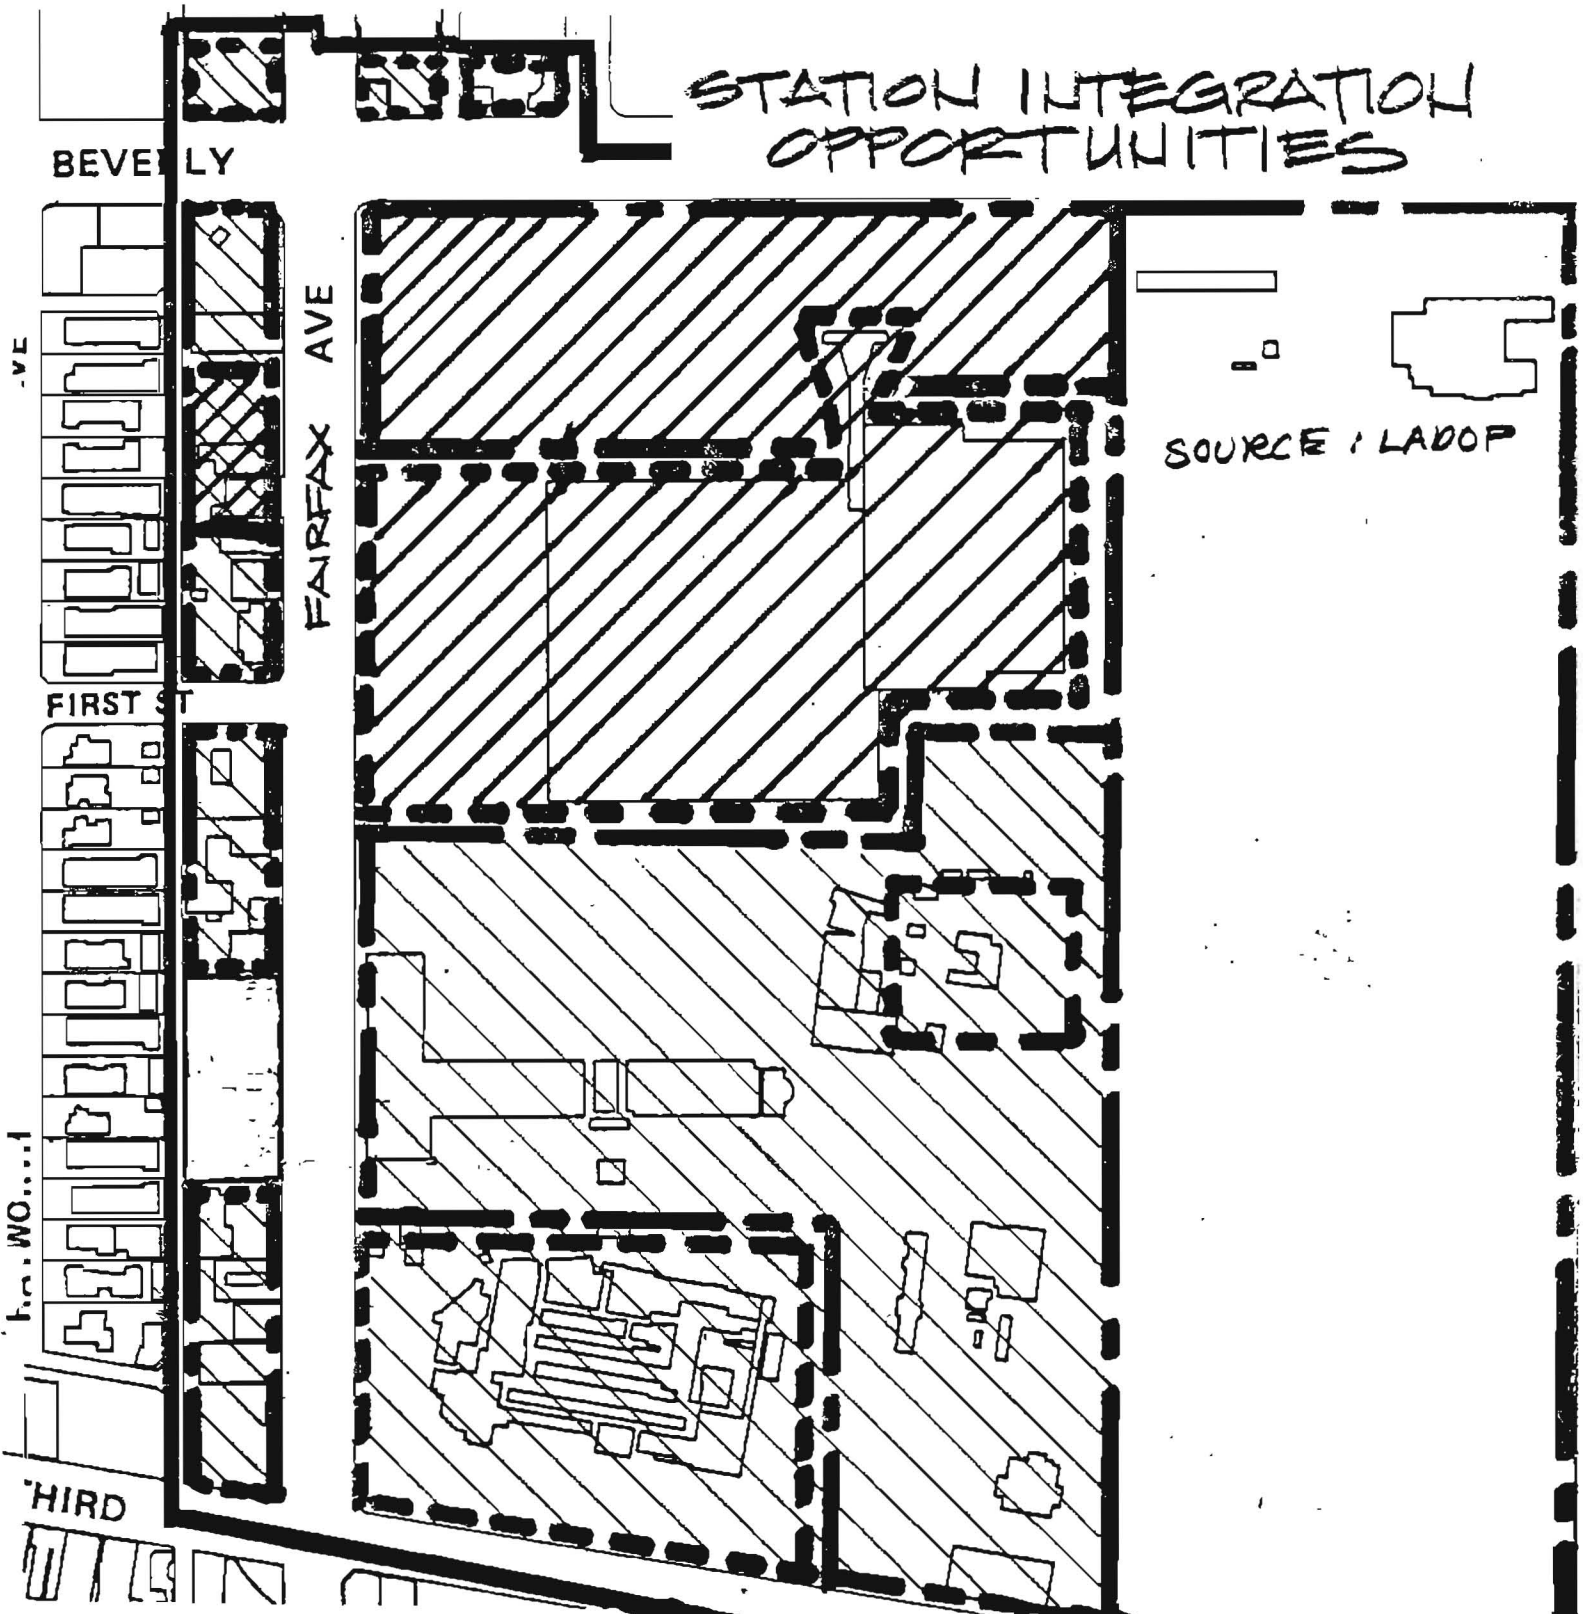 STATION INTEGRATION
OPPORTUNITIES
BEVERLY
FAIRFAX AVE
SOURCE : LADOP
FIRST ST
THIRD